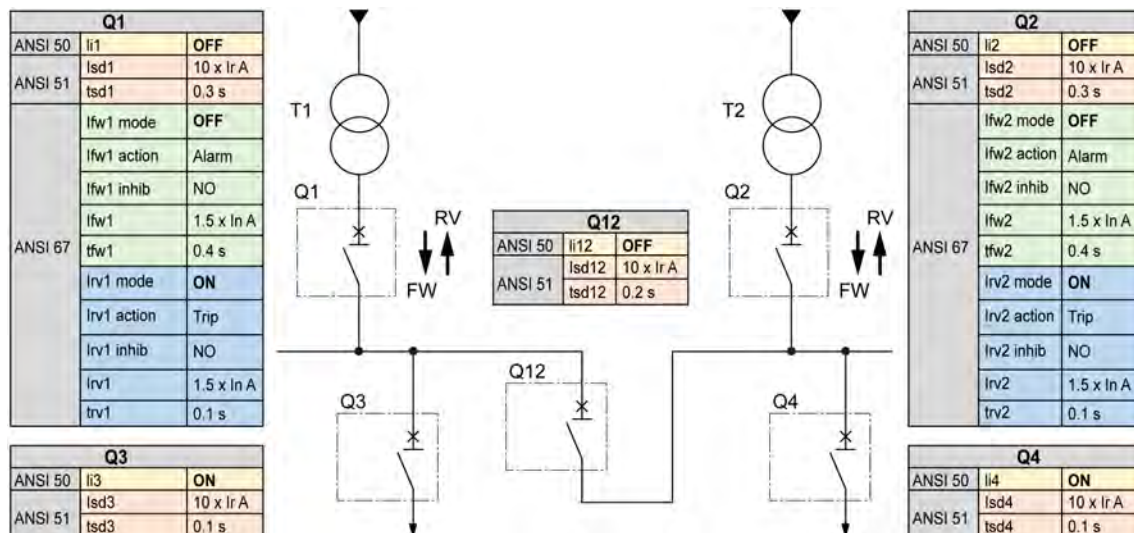 Q1
ANSI 50 Ii1 OFF
ANSI 51 Isd1 10 x Ir A
tsd1 0.3 s
ANSI 67 Ifw1 mode OFF
Ifw1 action Alarm
Ifw1 inhib NO
Ifw1 1.5 x In A
tfw1 0.4 s
Irv1 mode ON
Irv1 action Trip
Irv1 inhib NO
Irv1 1.5 x In A
trv1 0.1 s
Q3
ANSI 50 Ii3 ON
ANSI 51 Isd3 10 x Ir A
tsd3 0.1 s
T1
Q1
RV
FW
Q3
Q12
ANSI 50 Ii12 OFF
ANSI 51 Isd12 10 x Ir A
tsd12 0.2 s
Q12
T2
Q2
RV
FW
Q4
Q2
ANSI 50 Ii2 OFF
ANSI 51 Isd2 10 x Ir A
tsd2 0.3 s
ANSI 67 Ifw2 mode OFF
Ifw2 action Alarm
Ifw2 inhib NO
Ifw2 1.5 x In A
tfw2 0.4 s
Irv2 mode ON
Irv2 action Trip
Irv2 inhib NO
Irv2 1.5 x In A
trv2 0.1 s
Q4
ANSI 50 Ii4 ON
ANSI 51 Isd4 10 x Ir A
tsd4 0.1 s